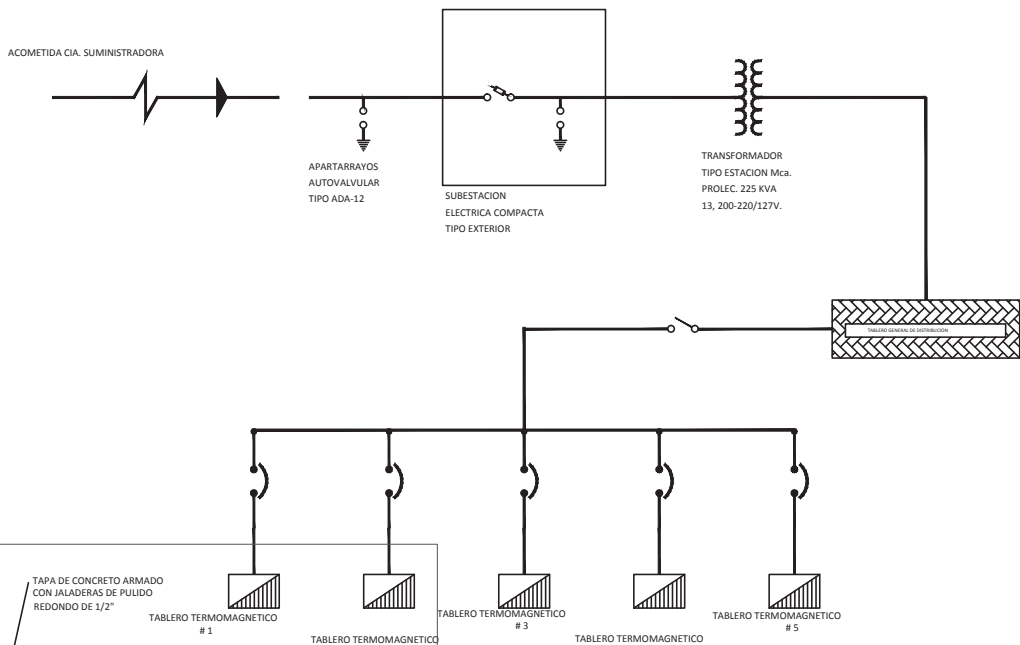 ACOMETIDA CIA. SUMINISTRADORA
APARTARRAYOS
AUTOVALVULAR
TIPO ADA-12
SUBESTACION
ELECTRICA COMPACTA
TIPO EXTERIOR
TRANSFORMADOR
TIPO ESTACION Mca.
PROLEC. 225 KVA
13, 200-220/127V.
TABLERO GENERAL DE DISTRIBUCION
TAPA DE CONCRETO ARMADO
CON JALADERAS DE PULIDO
REDONDO DE 1/2"
TABLERO TERMOMAGNETICO
# 1
TABLERO TERMOMAGNETICO
TABLERO TERMOMAGNETICO
# 3
TABLERO TERMOMAGNETICO
TABLERO TERMOMAGNETICO
# 5